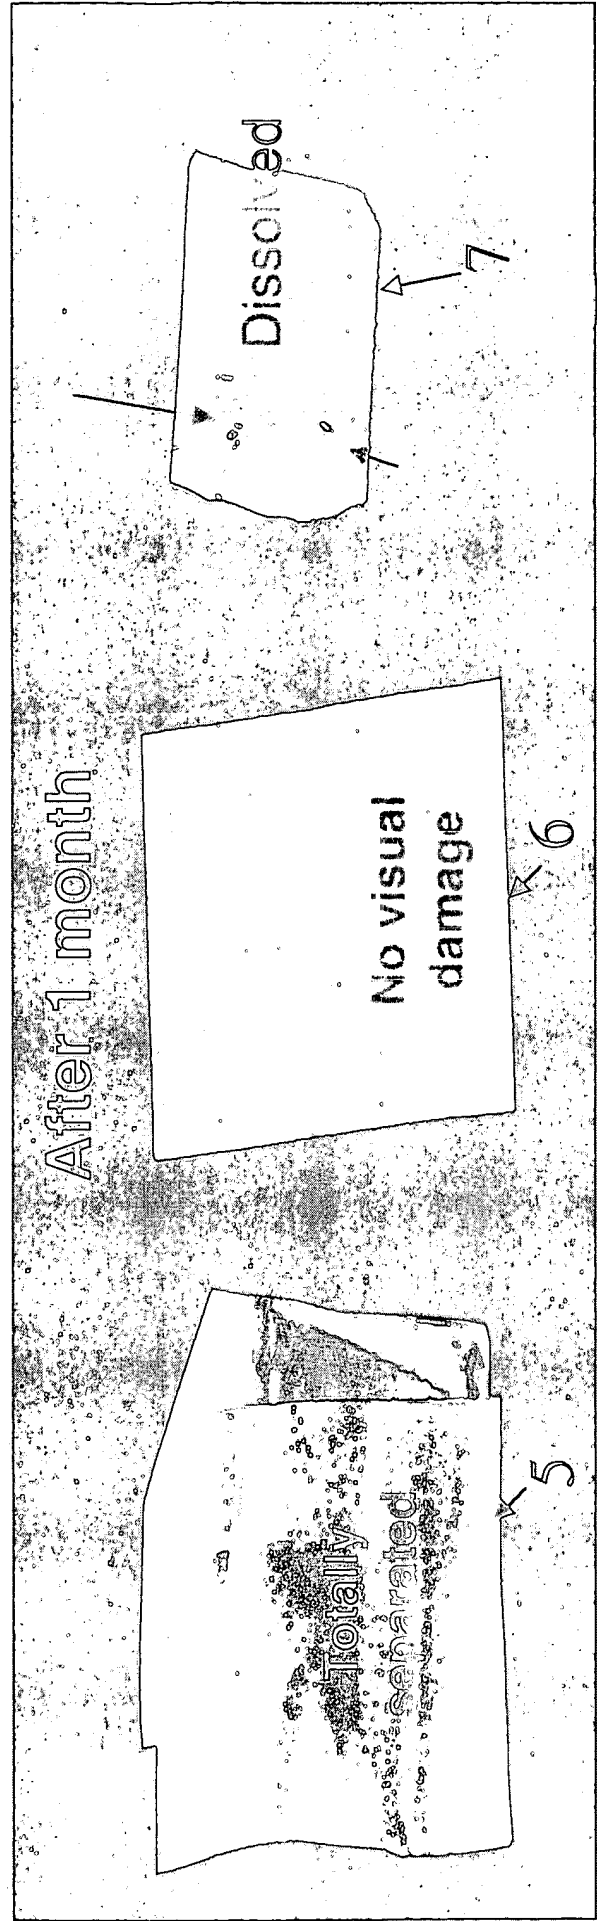 After 1 month
Totally
separated
5
No visual
damage
6
Dissolved
7